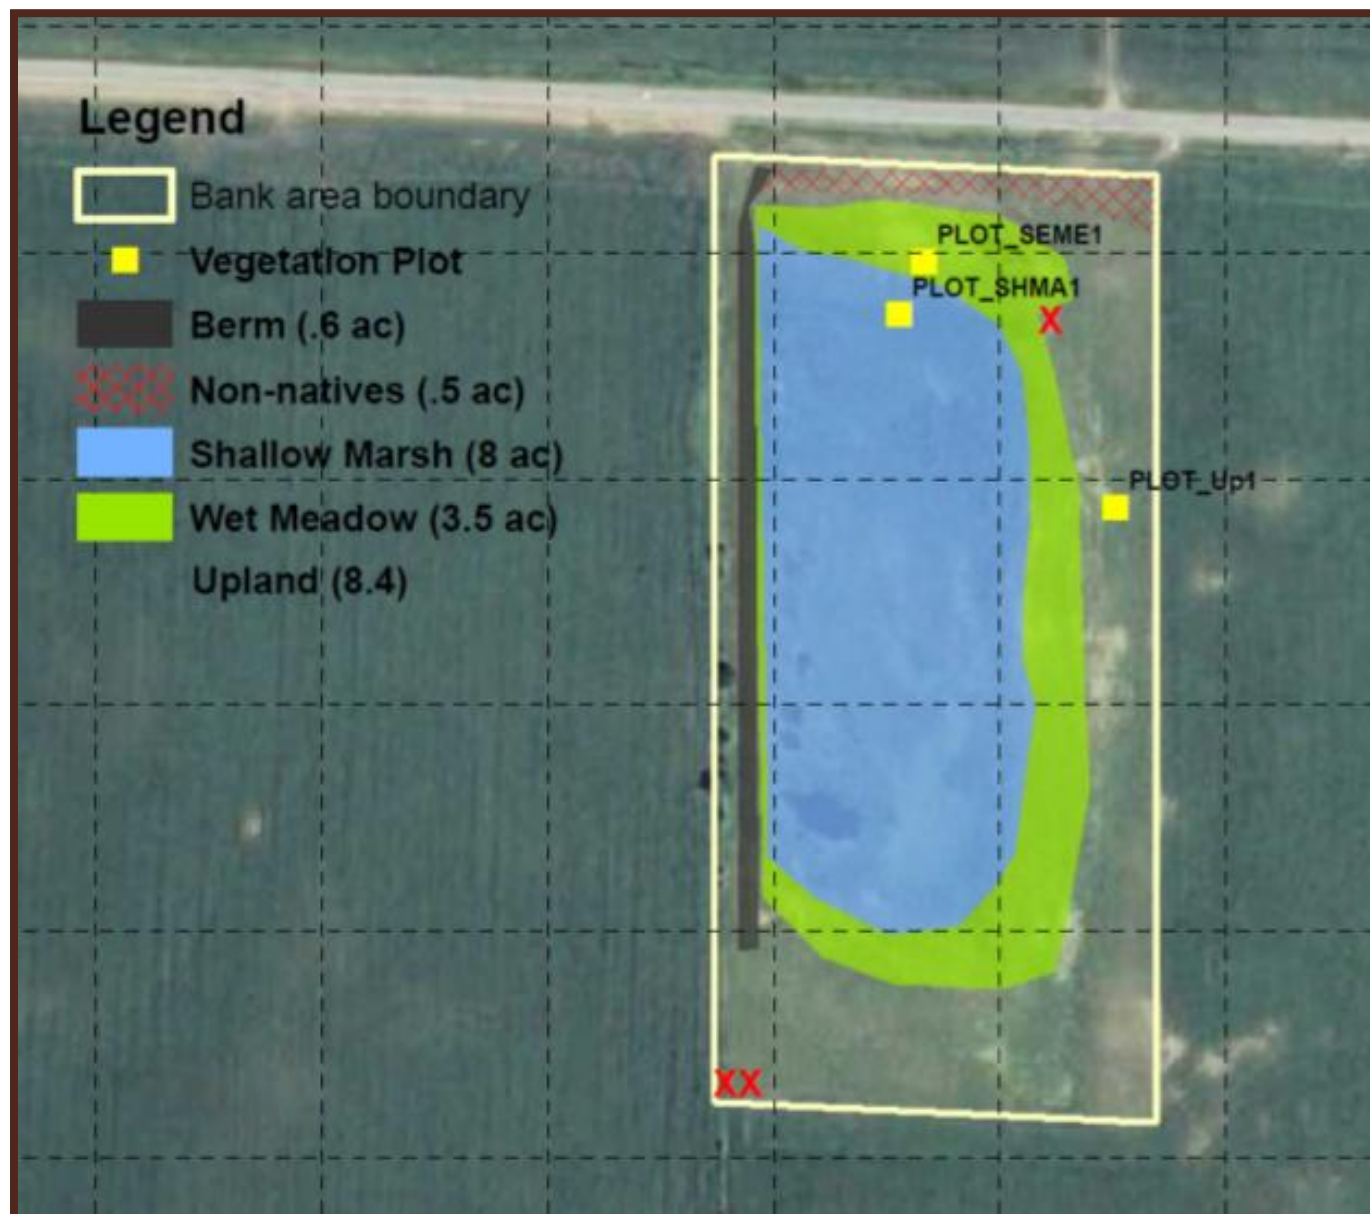 Legend
Bank area boundary
Vegetation Plot
Berm (.6 ac)
Non-natives (.5 ac)
Shallow Marsh (8 ac)
Wet Meadow (3.5 ac)
Upland (8.4)
PLOT_SEME1
PLOT_SHMA1
X
PLOT_Up1
XX